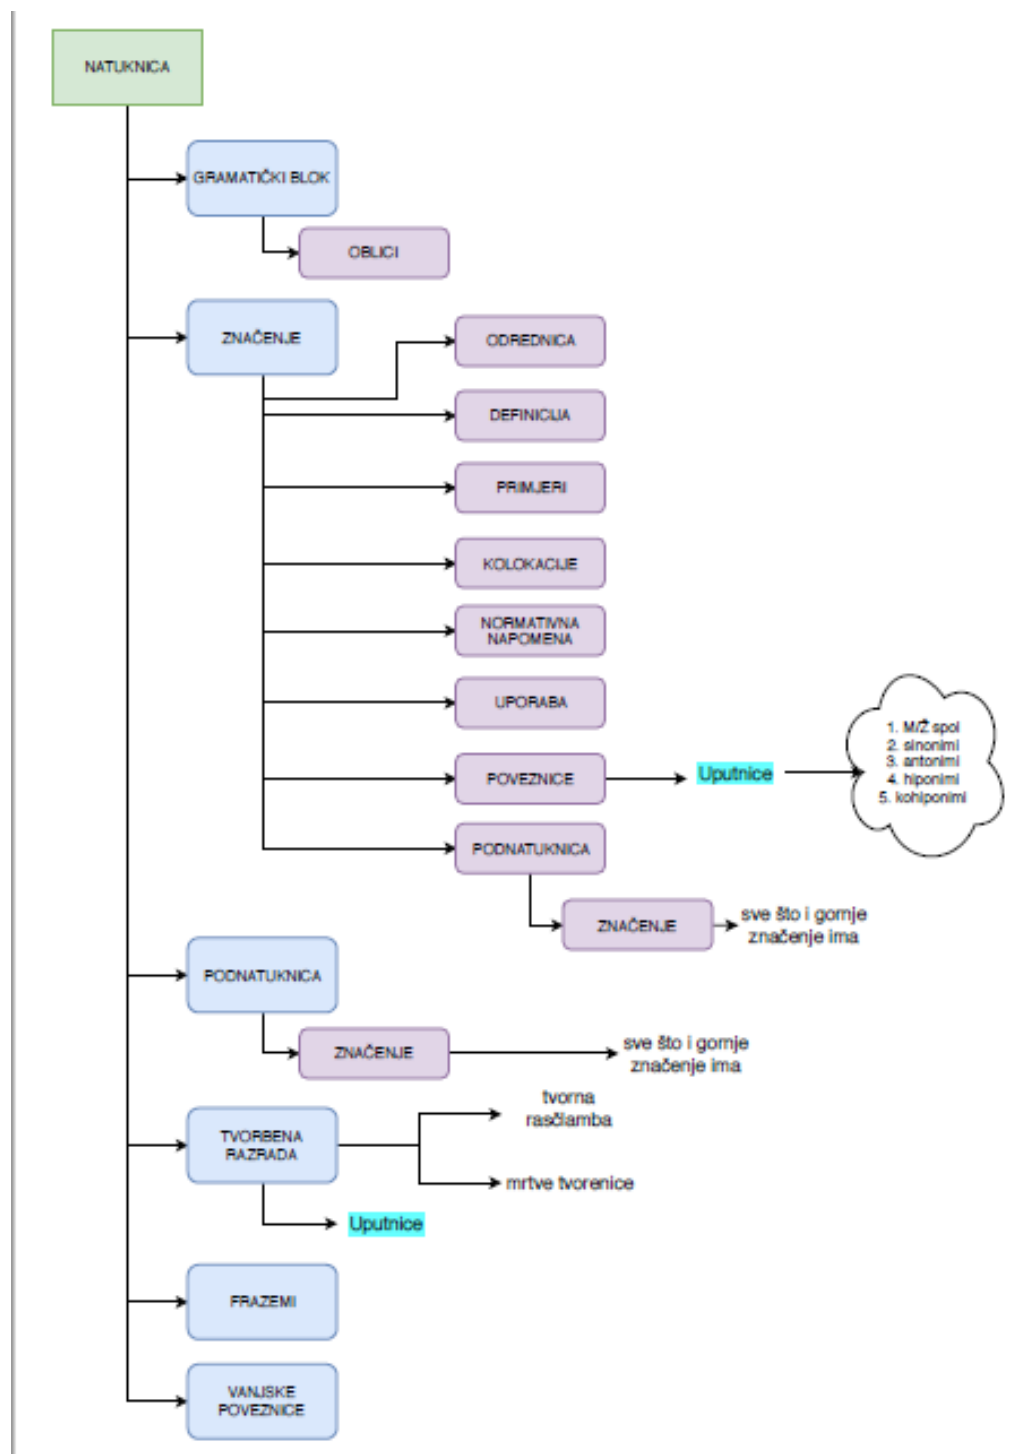 NATUKNICA
GRAMATIČKI BLOK
OBLICI
ZNAČENJE
ODREDNICA
DEFINICIJA
PRIMJERI
KOLOKACIJE
NORMATIVNA
NAPOMENA
UPORABA
POVEZNICE
Uputnice
1. M/Ž spol
2. sinonimi
3. antonimi
4. hiponimi
5. kohiponimi
PODNATUKNICA
ZNAČENJE
sve što i gornje
značenje ima
PODNATUKNICA
ZNAČENJE
sve što i gornje
značenje ima
TVORBENA
RAZRADA
tvorna
rasčlamba
mrtve tvorenice
Uputnice
FRAZEMI
VANJSKE
POVEZNICE